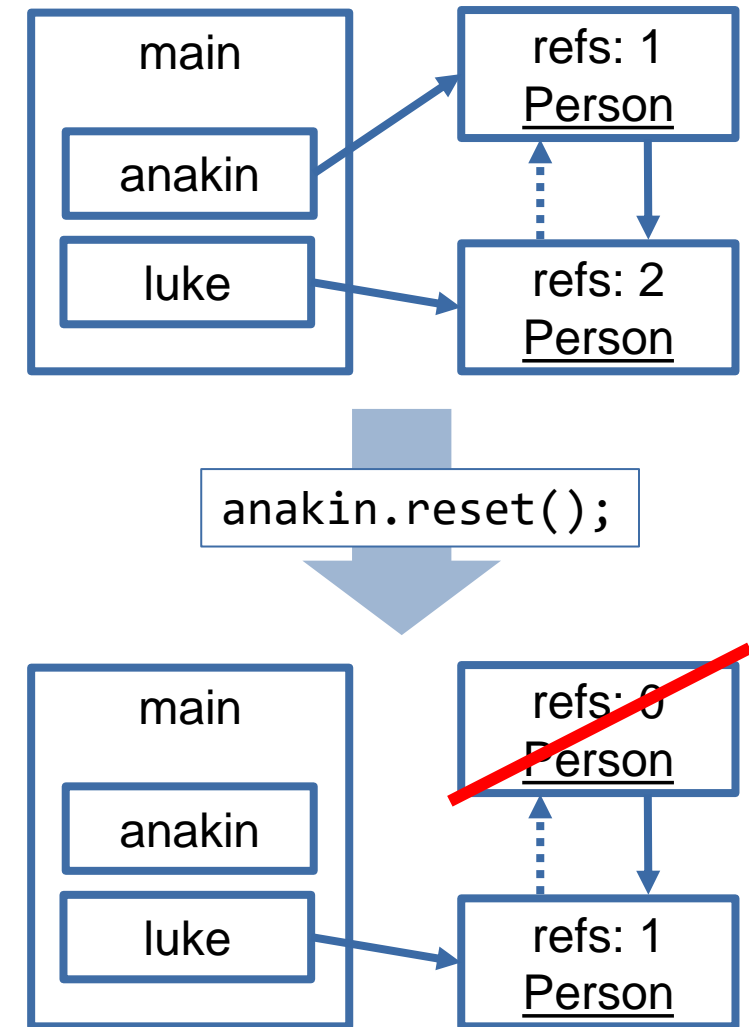 main
anakin
luke
refs: 1
Person
refs: 2
Person
anakin.reset();
main
anakin
luke
refs: 0
Person
refs: 1
Person